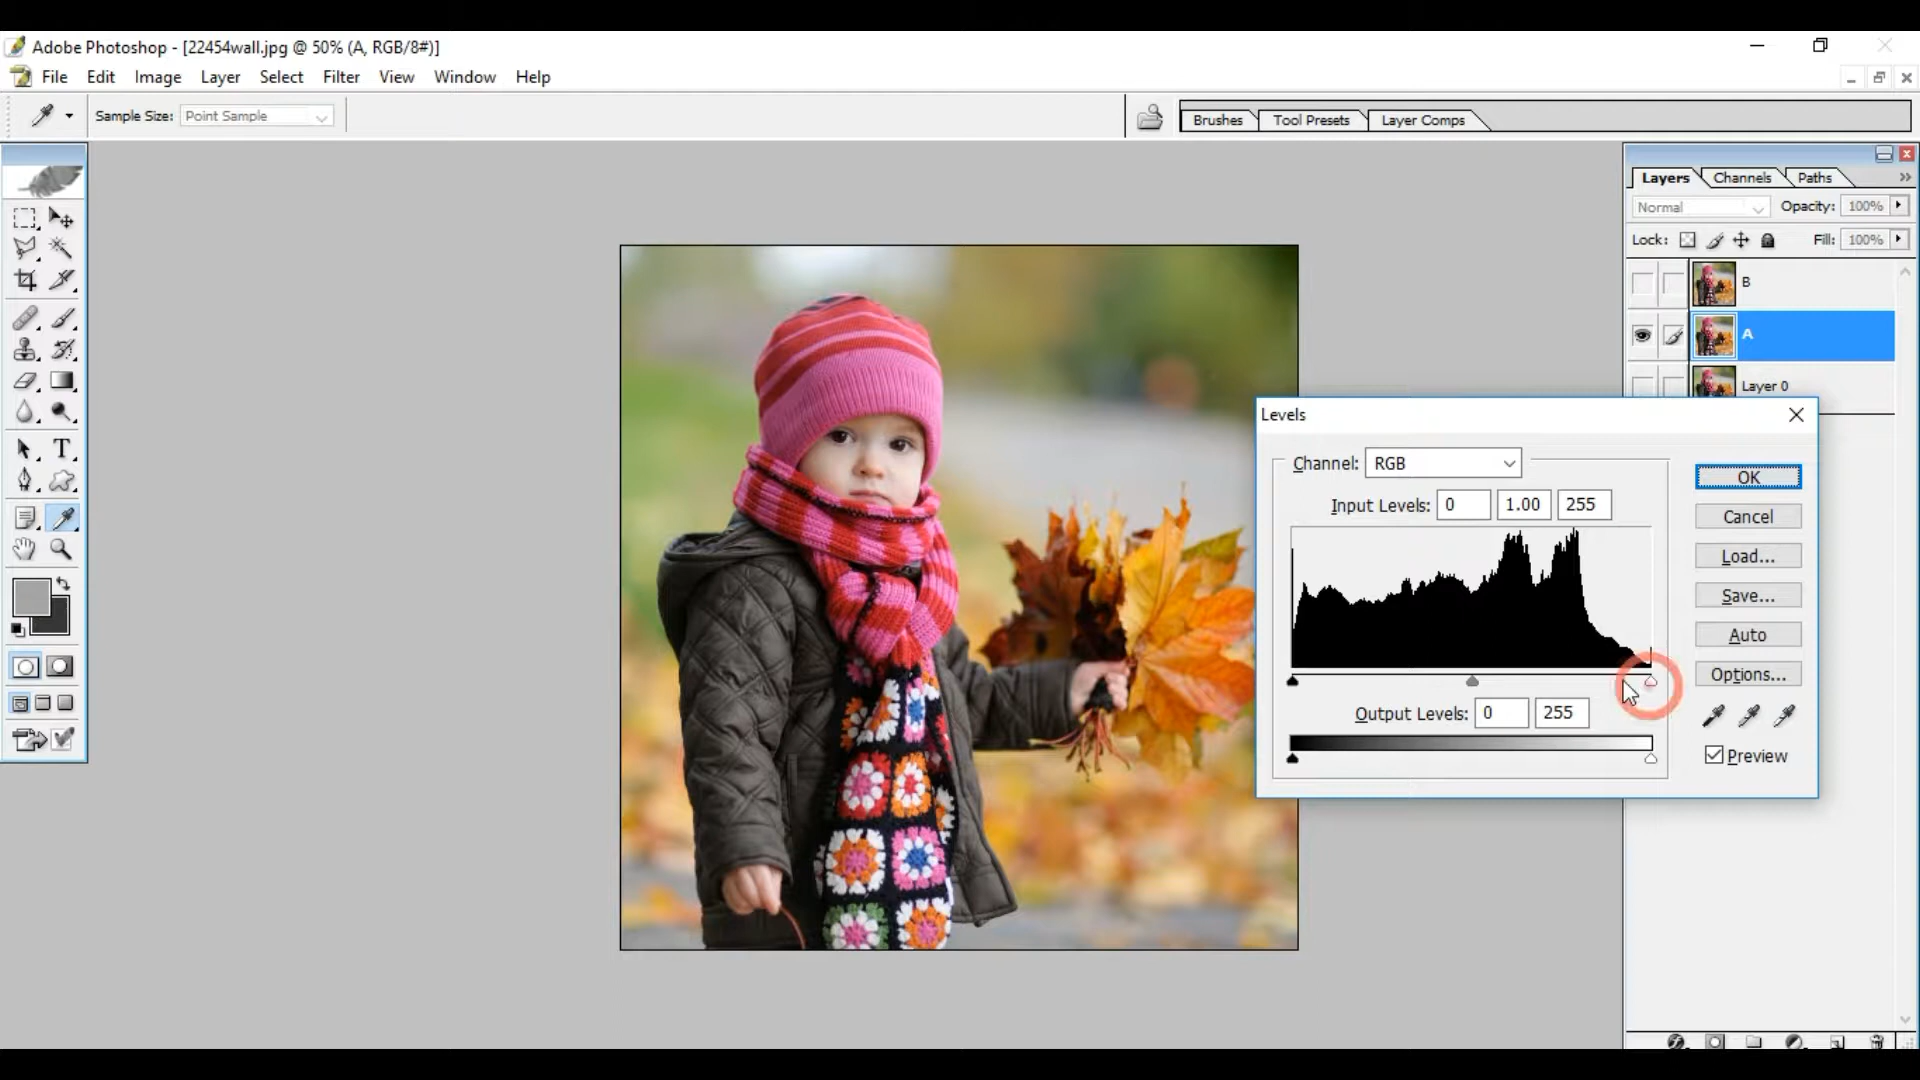 Adobe Photoshop - [22454wall.jpg @ 50% (A, RGB/8#)]
File Edit Image Layer Select Filter View Window Help
Sample Size: Point Sample
Brushes Tool Presets Layer Comps
Layers Channels Paths
Normal Opacity: 100%
Lock: Fill: 100%
B
A
Layer 0
Levels
Channel: RGB
OK
Input Levels: 0 1.00 255
Cancel
Load...
Save...
Auto
Options...
Output Levels: 0 255
Preview
T